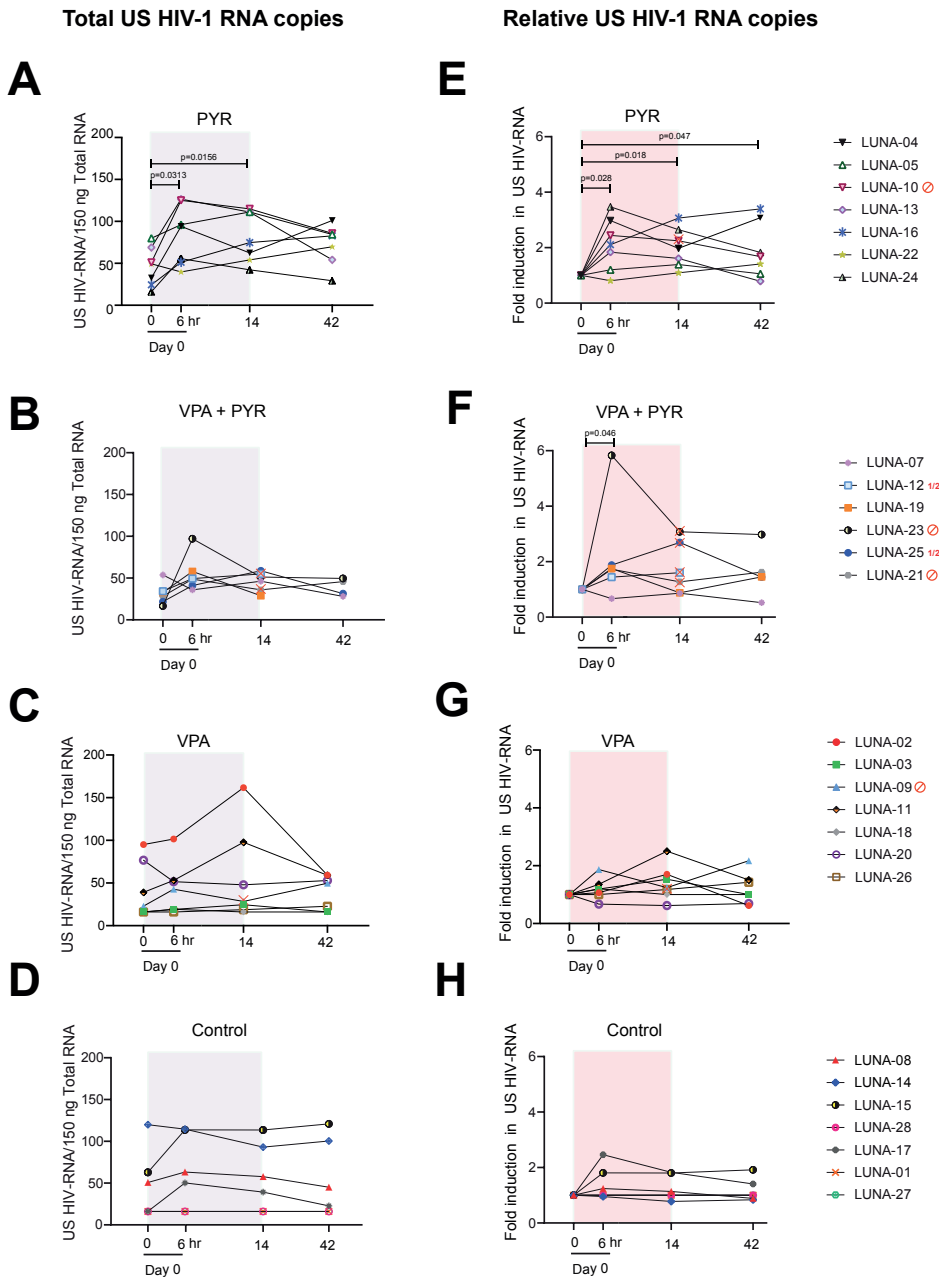 Total US HIV-1 RNA copies
Relative US HIV-1 RNA copies
A
PYR
US HIV-RNA/150 ng Total RNA
200
150
100
50
0
p=0.0156
p=0.0313
0
6 hr
14
42
Day 0
E
PYR
Fold induction in US HIV-RNA
6
4
2
0
p=0.047
p=0.018
p=0.028
0
6 hr
14
42
Day 0
LUNA-04
LUNA-05
LUNA-10
LUNA-13
LUNA-16
LUNA-22
LUNA-24
B
VPA + PYR
US HIV-RNA/150 ng Total RNA
200
150
100
50
0
0
6 hr
14
42
Day 0
F
VPA + PYR
Fold induction in US HIV-RNA
p=0.046
6
4
2
0
0
6 hr
14
42
Day 0
LUNA-07
LUNA-12 1/2
LUNA-19
LUNA-23
LUNA-25 1/2
LUNA-21
C
VPA
US HIV-RNA/150 ng Total RNA
200
150
100
50
0
0
6 hr
14
42
Day 0
G
VPA
Fold induction in US HIV-RNA
6
4
2
0
0
6 hr
14
42
Day 0
LUNA-02
LUNA-03
LUNA-09
LUNA-11
LUNA-18
LUNA-20
LUNA-26
D
Control
US HIV-RNA/150 ng Total RNA
200
150
100
50
0
0
6 hr
14
42
Day 0
H
Control
Fold induction in US HIV-RNA
6
4
2
0
0
6 hr
14
42
Day 0
LUNA-08
LUNA-14
LUNA-15
LUNA-28
LUNA-17
LUNA-01
LUNA-27